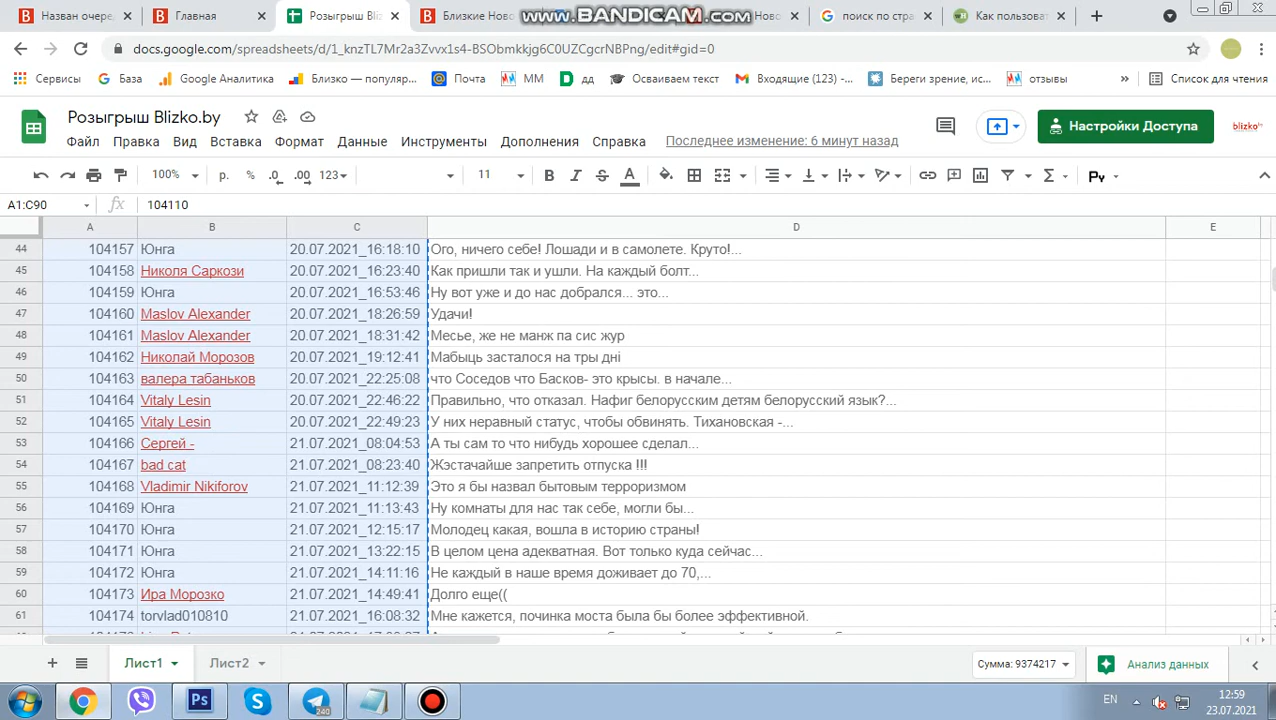 Назван очере
Главная
Розыгрыш Bliz
Близкие Ново
www.BANDICAM.com
Ново
поиск по стра
Как пользоват
docs.google.com/spreadsheets/d/1_knzTL7Mr2a3Zvvx1s4-BSObmkkjg6C0UZCgcrNBPng/edit#gid=0
Сервисы
База
Google Аналитика
Близко — популяр...
Почта
ММ
дд
Осваиваем текст
Входящие (123) -...
Береги зрение, ис...
отзывы
»
Список для чтения
Розыгрыш Blizko.by
Файл Правка Вид Вставка Формат Данные Инструменты Дополнения Справка
Последнее изменение: 6 минут назад
Настройки Доступа
blizko
100% р. % .0 .00 123 11 B I S A Σ Ру
A1:C90 fx 104110
A B C D E
44 104157 Юнга 20.07.2021_16:18:10 Ого, ничего себе! Лошади и в самолете. Круто!...
45 104158 Николя Саркози 20.07.2021_16:23:40 Как пришли так и ушли. На каждый болт...
46 104159 Юнга 20.07.2021_16:53:46 Ну вот уже и до нас добрался... это...
47 104160 Maslov Alexander 20.07.2021_18:26:59 Удачи!
48 104161 Maslov Alexander 20.07.2021_18:31:42 Месье, же не манж па сис жур
49 104162 Николай Морозов 20.07.2021_19:12:41 Мабыць засталося на тры дні
50 104163 валера табаньков 20.07.2021_22:25:08 что Соседов что Басков- это крысы. в начале...
51 104164 Vitaly Lesin 20.07.2021_22:46:22 Правильно, что отказал. Нафиг белорусским детям белорусский язык?...
52 104165 Vitaly Lesin 20.07.2021_22:49:23 У них неравный статус, чтобы обвинять. Тихановская -...
53 104166 Сергей - 21.07.2021_08:04:53 А ты сам то что нибудь хорошее сделал...
54 104167 bad cat 21.07.2021_08:23:40 Жэстачайше запретить отпуска !!!
55 104168 Vladimir Nikiforov 21.07.2021_11:12:39 Это я бы назвал бытовым терроризмом
56 104169 Юнга 21.07.2021_11:13:43 Ну комнаты для нас так себе, могли бы...
57 104170 Юнга 21.07.2021_12:15:17 Молодец какая, вошла в историю страны!
58 104171 Юнга 21.07.2021_13:22:15 В целом цена адекватная. Вот только куда сейчас...
59 104172 Юнга 21.07.2021_14:11:16 Не каждый в наше время доживает до 70,...
60 104173 Ира Морозко 21.07.2021_14:49:41 Долго еще((
61 104174 torvlad010810 21.07.2021_16:08:32 Мне кажется, починка моста была бы более эффективной.
Лист1
Лист2
Сумма: 9374217
Анализ данных
Ps
240
EN
12:59
23.07.2021